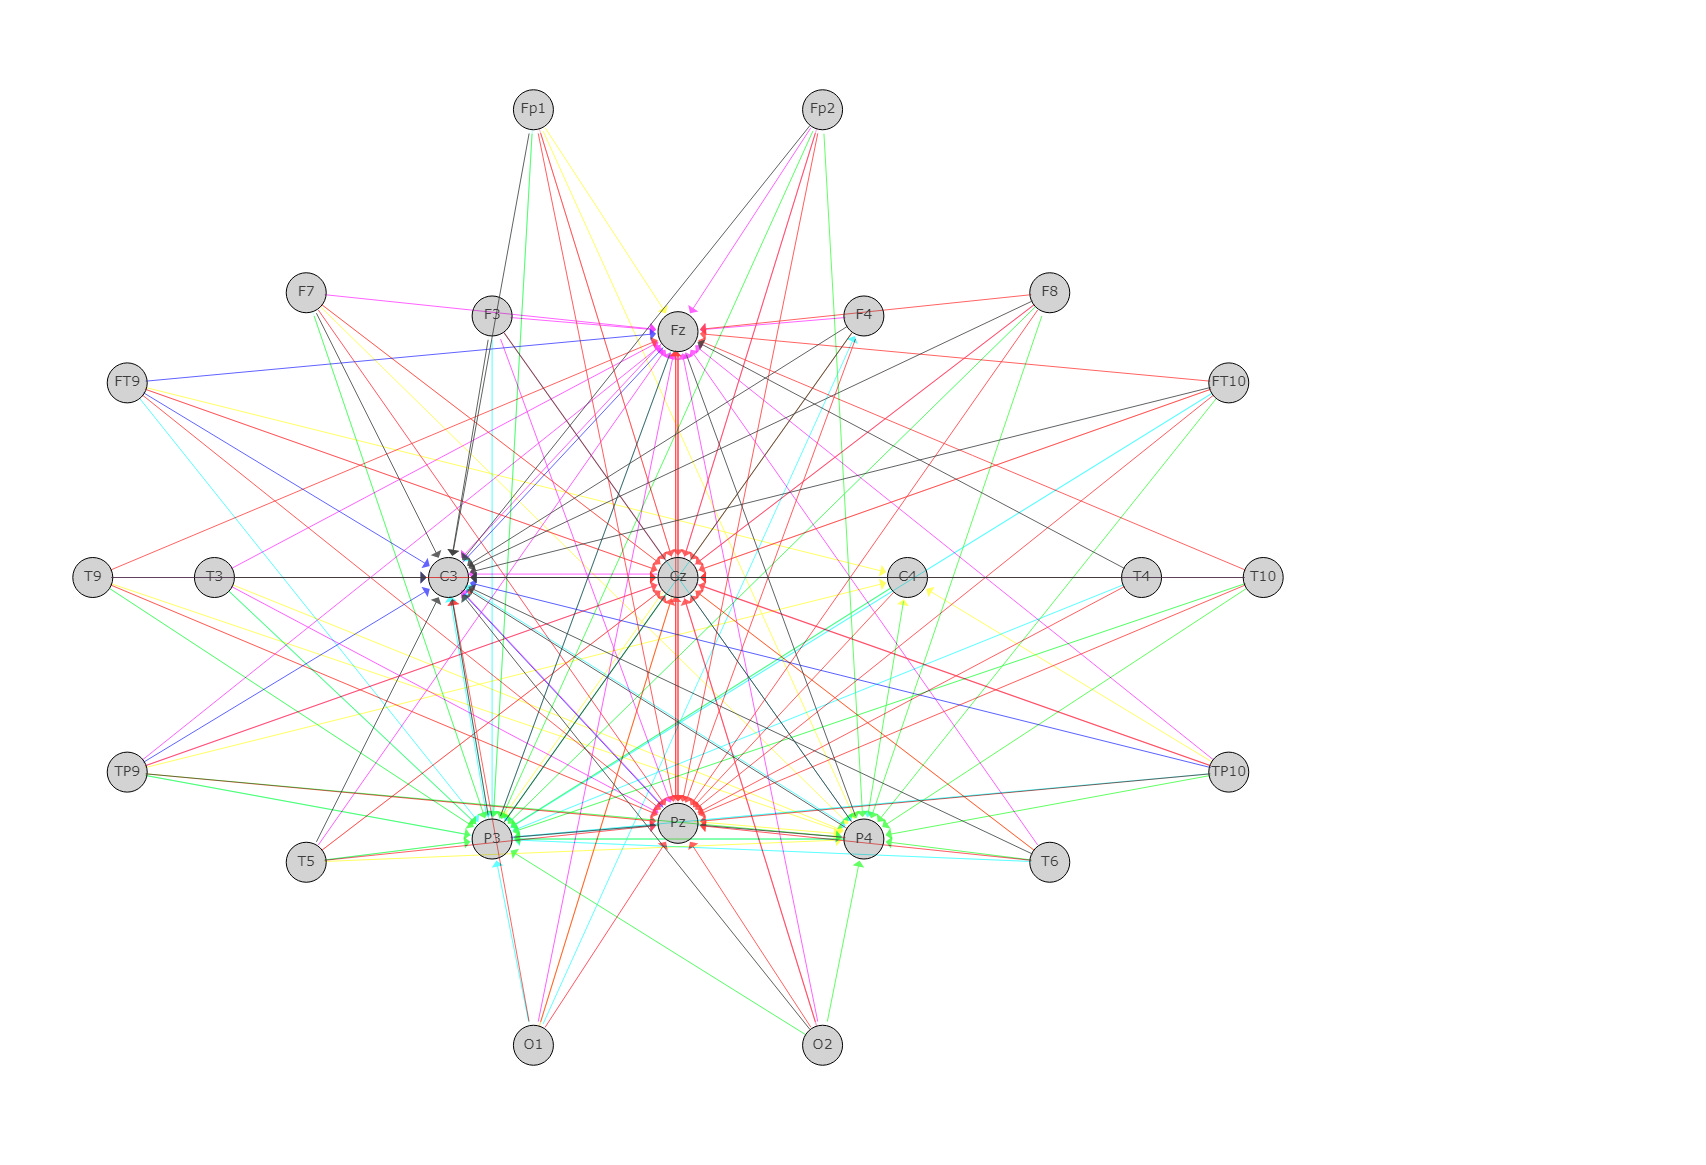 Fp1 Fp2
F7 F3 Fz F4 F8
FT9 FT10
T9 T3 C3 Cz C4 T4 T10
TP9 TP10
T5 P3 Pz P4 T6
O1 O2